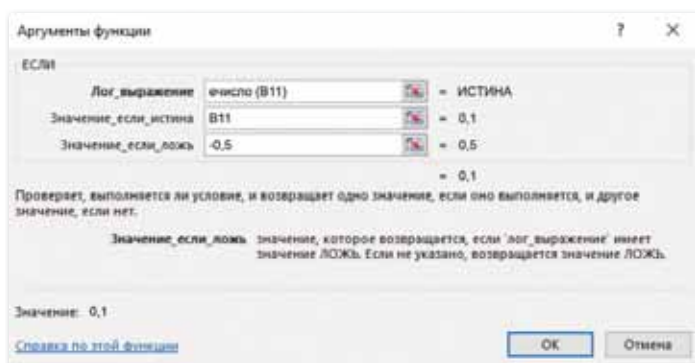 Аргументы функции ? ×
ЕСЛИ
Лог_выражение ечисло (B11) = ИСТИНА
Значение_если_истина B11 = 0,1
Значение_если_ложь -0,5 = 0,5
= 0,1
Проверяет, выполняется ли условие, и возвращает одно значение, если оно выполняется, и другое
значение, если нет.
Значение_если_ложь значение, которое возвращается, если 'лог_выражение' имеет
значение ЛОЖЬ. Если не указано, возвращается значение ЛОЖЬ.
Значение: 0,1
Справка по этой функции ОК Отмена